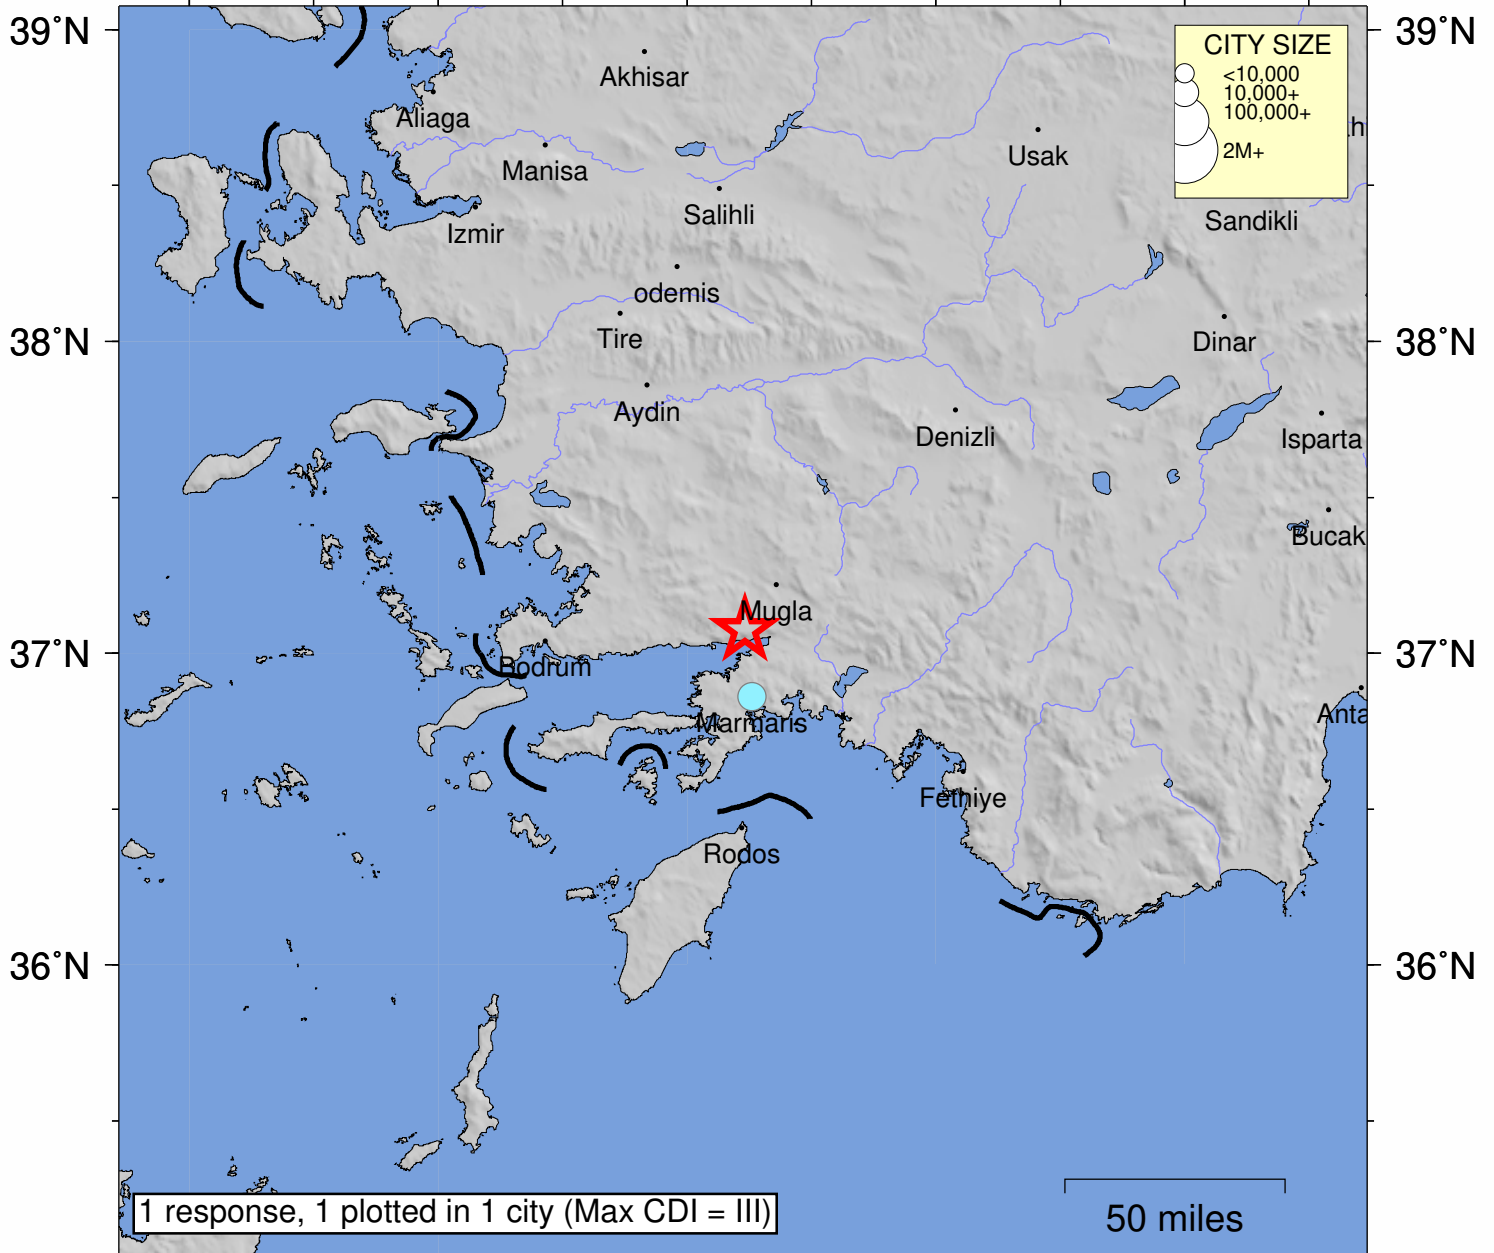 39°N
39°N
CITY SIZE
<10,000
10,000+
100,000+
2M+
Akhisar
Aliaga
Manisa
Usak
Salihli
Sandikli
Izmir
odemis
38°N
38°N
Tire
Dinar
Aydin
Denizli
Isparta
Bucak
Mugla
37°N
37°N
Bodrum
Marmaris
Anta
Fethiye
Rodos
36°N
36°N
1 response, 1 plotted in 1 city (Max CDI = III)
50 miles